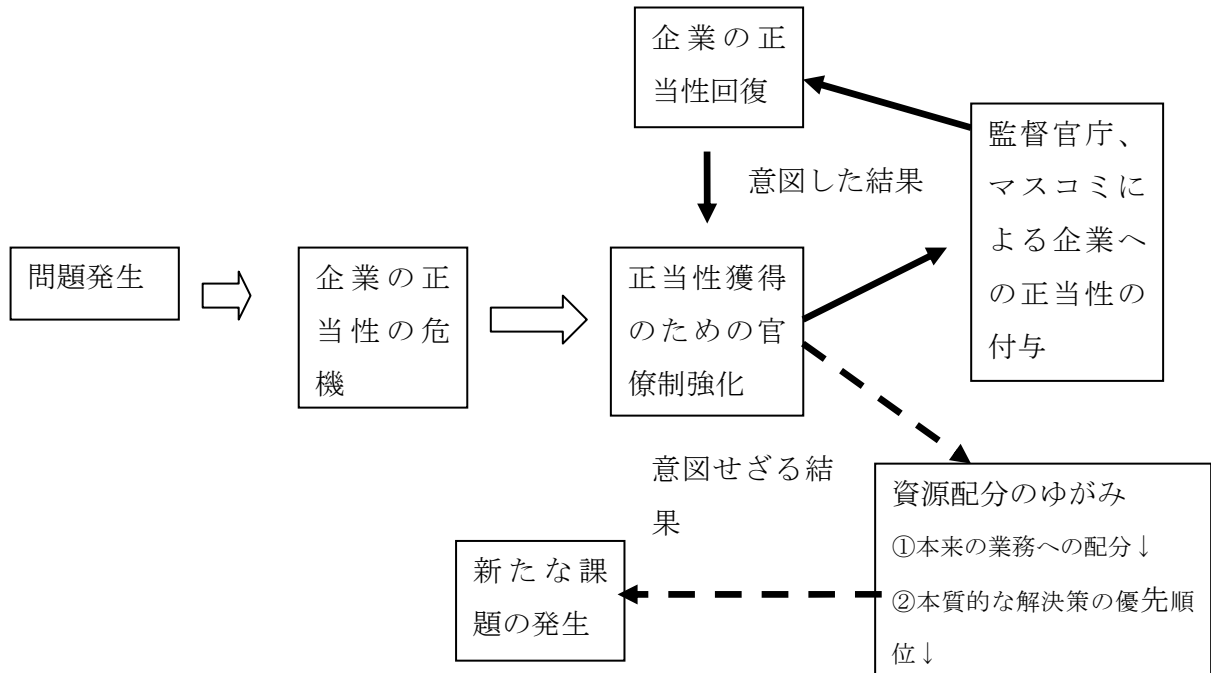 企業の正
当性回復
監督官庁、
マスコミに
よる企業へ
の正当性の
付与
意図した結果
問題発生
企業の正
当性の危
機
正当性獲得
のための官
僚制強化
意図せざる結
果
資源配分のゆがみ
①本来の業務への配分↓
②本質的な解決策の優先順
位↓
新たな課
題の発生